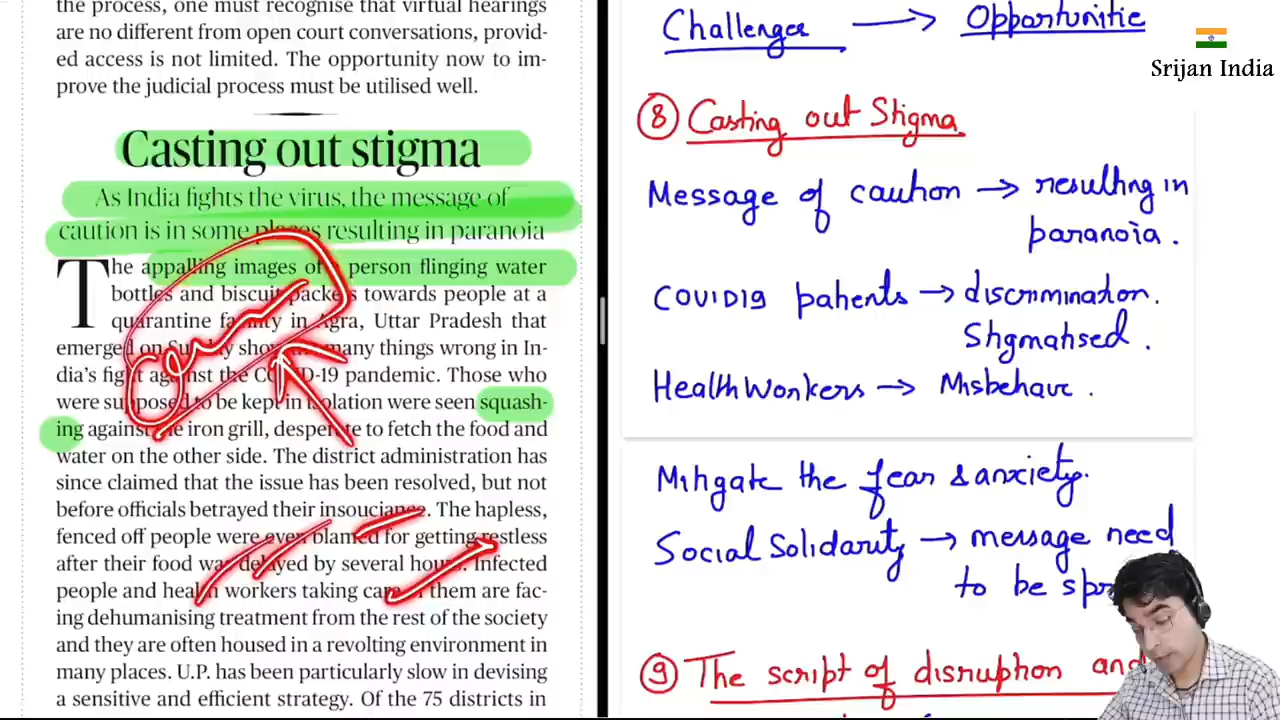 the process, one must recognise that virtual hearings
are no different from open court conversations, provid-
ed access is not limited. The opportunity now to im-
prove the judicial process must be utilised well.
Casting out stigma
As India fights the virus, the message of
caution is in some places resulting in paranoia
The appalling images of a person flinging water
bottles and biscuit packets towards people at a
quarantine facility in Agra, Uttar Pradesh that
emerged on Sunday show many things wrong in In-
dia's fight against the COVID-19 pandemic. Those who
were supposed to be kept in isolation were seen squash-
ing against the iron grill, desperate to fetch the food and
water on the other side. The district administration has
since claimed that the issue has been resolved, but not
before officials betrayed their insouciance. The hapless,
fenced off people were even blamed for getting restless
after their food was delayed by several hours. Infected
people and health workers taking care of them are fac-
ing dehumanising treatment from the rest of the society
and they are often housed in a revolting environment in
many places. U.P. has been particularly slow in devising
a sensitive and efficient strategy. Of the 75 districts in
Challenges → Opportunitie
Srijan India
8 Casting out Stigma
Message of caution → resulting in
paranoia.
COVID19 patients → discrimination.
Stigmatised.
Health Workers → Misbehave.
Mitigate the fear & anxiety.
Social Solidarity → message need
to be
9 The script of disruption and